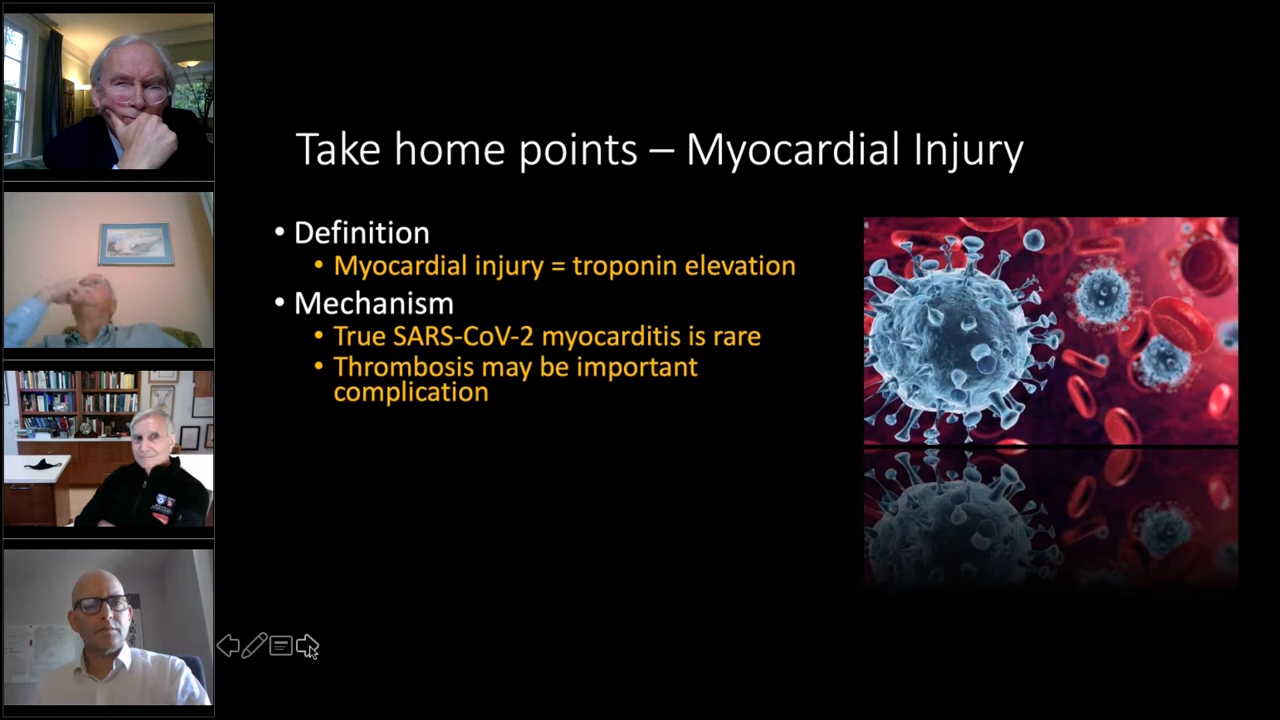 Take home points – Myocardial Injury
• Definition
• Myocardial injury = troponin elevation
• Mechanism
• True SARS-CoV-2 myocarditis is rare
• Thrombosis may be important
complication